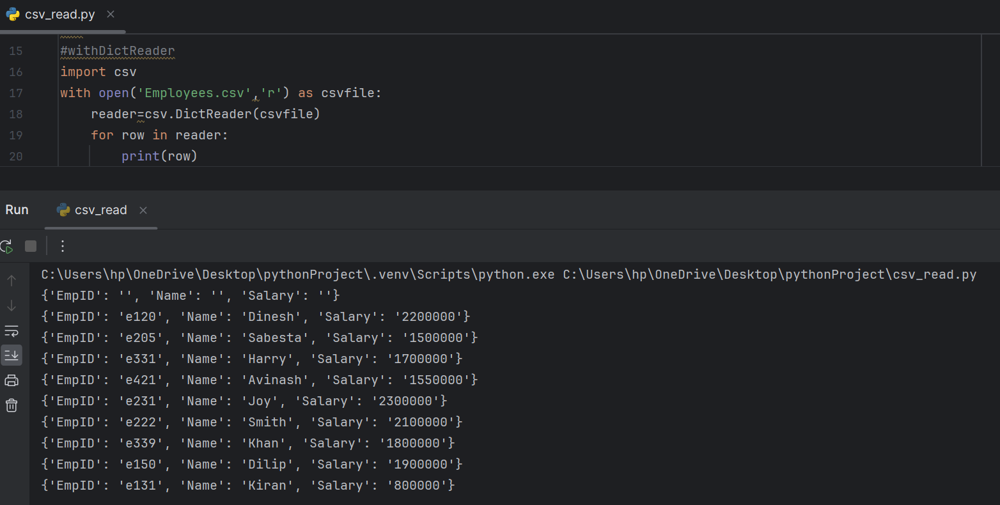 csv_read.py
15 #withDictReader
16 import csv
17 with open('Employees.csv','r') as csvfile:
18     reader=csv.DictReader(csvfile)
19     for row in reader:
20         print(row)
Run csv_read
C:\Users\hp\OneDrive\Desktop\pythonProject\.venv\Scripts\python.exe C:\Users\hp\OneDrive\Desktop\pythonProject\csv_read.py
{'EmpID': '', 'Name': '', 'Salary': ''}
{'EmpID': 'e120', 'Name': 'Dinesh', 'Salary': '2200000'}
{'EmpID': 'e205', 'Name': 'Sabesta', 'Salary': '1500000'}
{'EmpID': 'e331', 'Name': 'Harry', 'Salary': '1700000'}
{'EmpID': 'e421', 'Name': 'Avinash', 'Salary': '1550000'}
{'EmpID': 'e231', 'Name': 'Joy', 'Salary': '2300000'}
{'EmpID': 'e222', 'Name': 'Smith', 'Salary': '2100000'}
{'EmpID': 'e339', 'Name': 'Khan', 'Salary': '1800000'}
{'EmpID': 'e150', 'Name': 'Dilip', 'Salary': '1900000'}
{'EmpID': 'e131', 'Name': 'Kiran', 'Salary': '800000'}